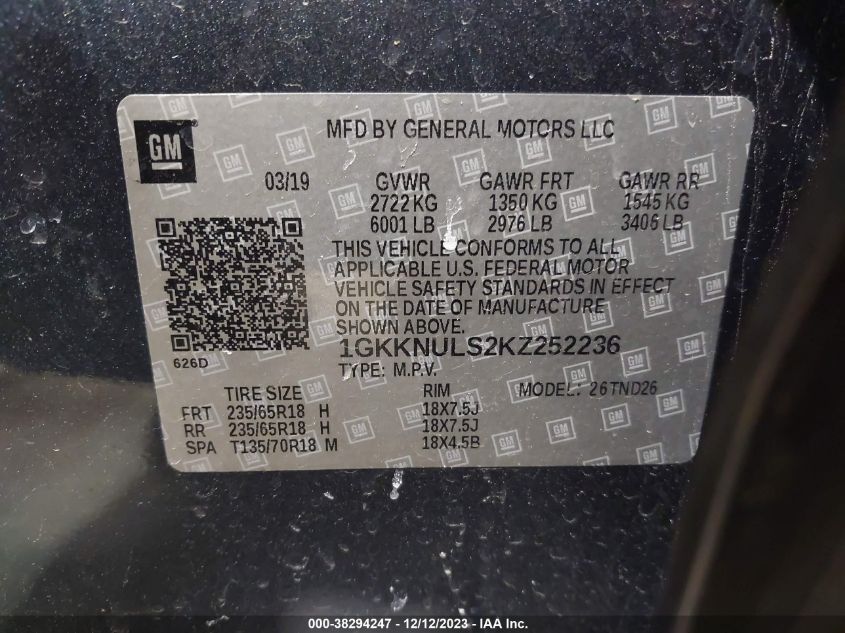 GM
MFD BY GENERAL MOTORS LLC
03/19 GVWR GAWR FRT GAWR RR
2722 KG 1350 KG 1545 KG
6001 LB 2976 LB 3406 LB
THIS VEHICLE CONFORMS TO ALL
APPLICABLE U.S. FEDERAL MOTOR
VEHICLE SAFETY STANDARDS IN EFFECT
ON THE DATE OF MANUFACTURE
SHOWN ABOVE.
626D
1GKKNULS2KZ252236
TYPE: M.P.V. MODEL: 26TND26
TIRE SIZE RIM
FRT 235/65R18 H 18X7.5J
RR 235/65R18 H 18X7.5J
SPA T135/70R18 M 18X4.5B
000-38294247 - 12/12/2023 - IAA Inc.